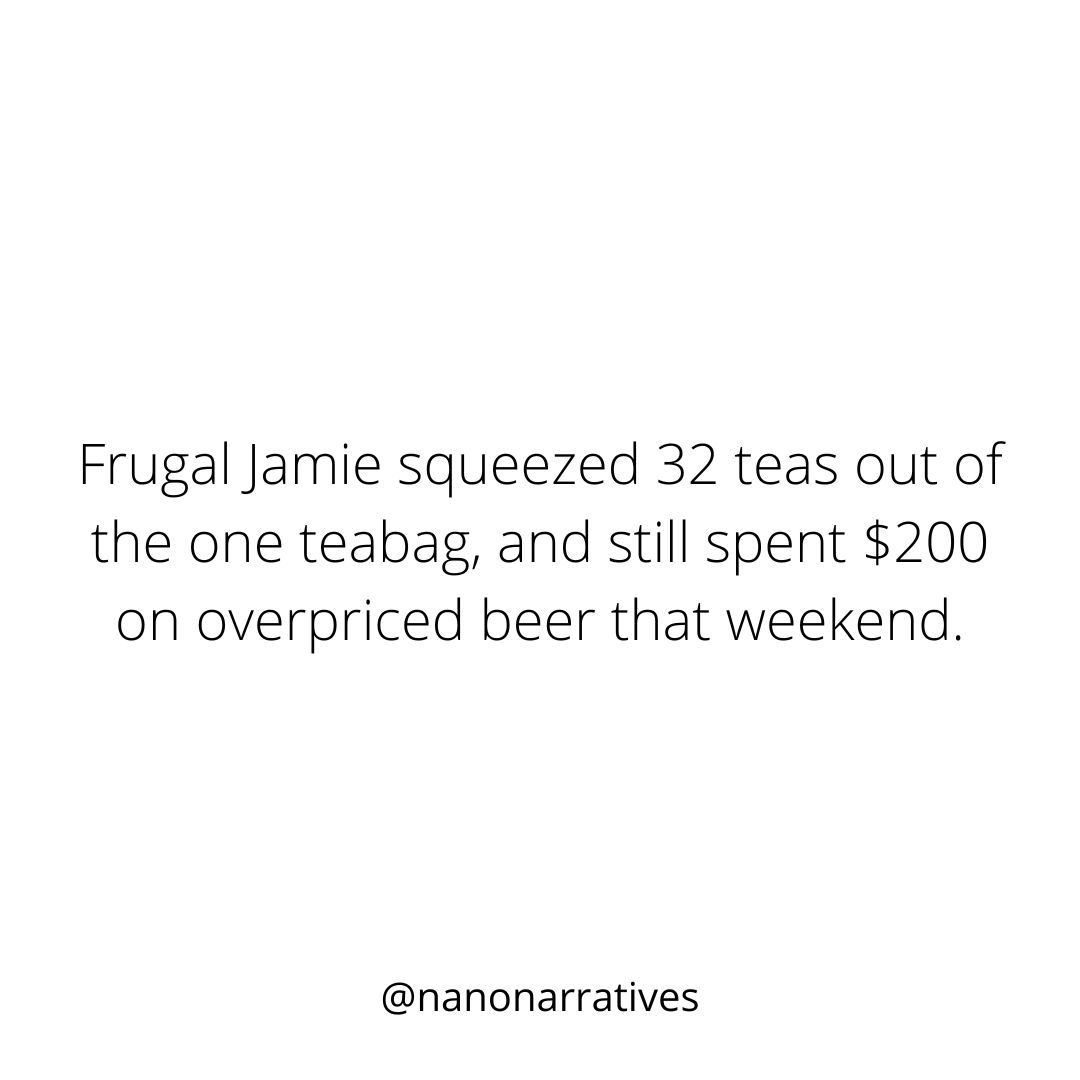 Frugal Jamie squeezed 32 teas out of
the one teabag, and still spent $200
on overpriced beer that weekend.
@nanonarratives